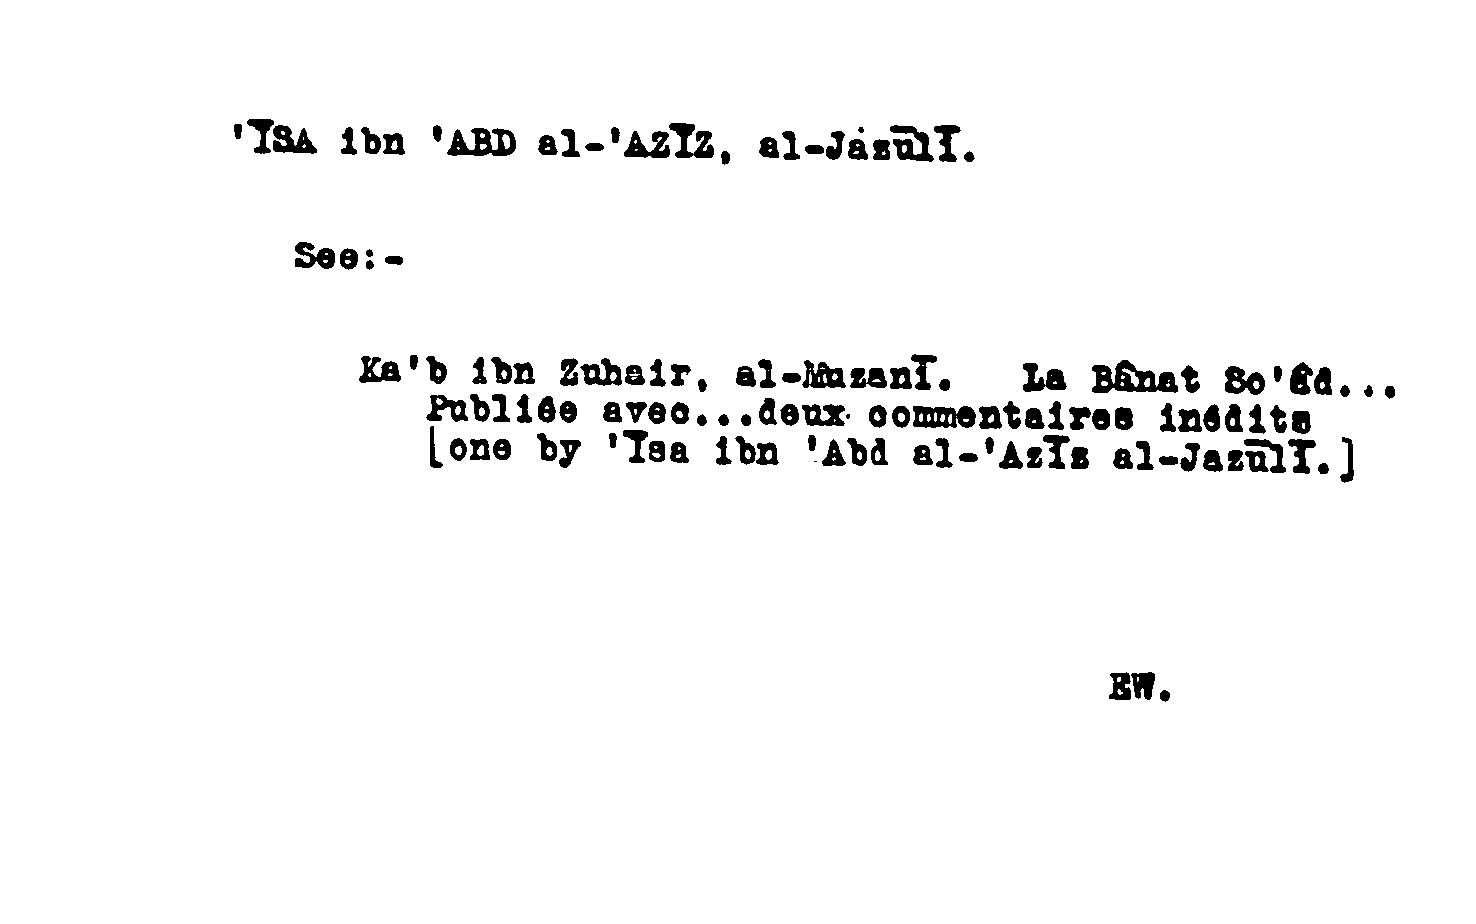 'ĪSA ibn 'ABD al-'AZĪZ, al-Jazūlī.
See:-
Ka'b ibn Zuhair, al-Muzanī. La Bânat So'âd...
Publiée avec...deux commentaires inédits
[one by 'Īsa ibn 'Abd al-'Azīz al-Jazūlī.]
EW.